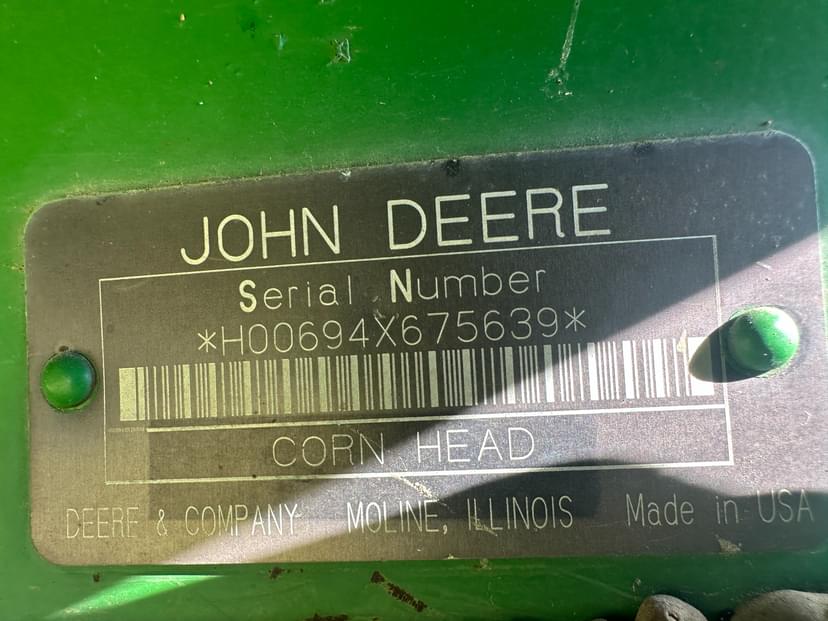 JOHN DEERE
Serial Number
*H00694X675639*
CORN HEAD
DEERE & COMPANY MOLINE, ILLINOIS Made in USA